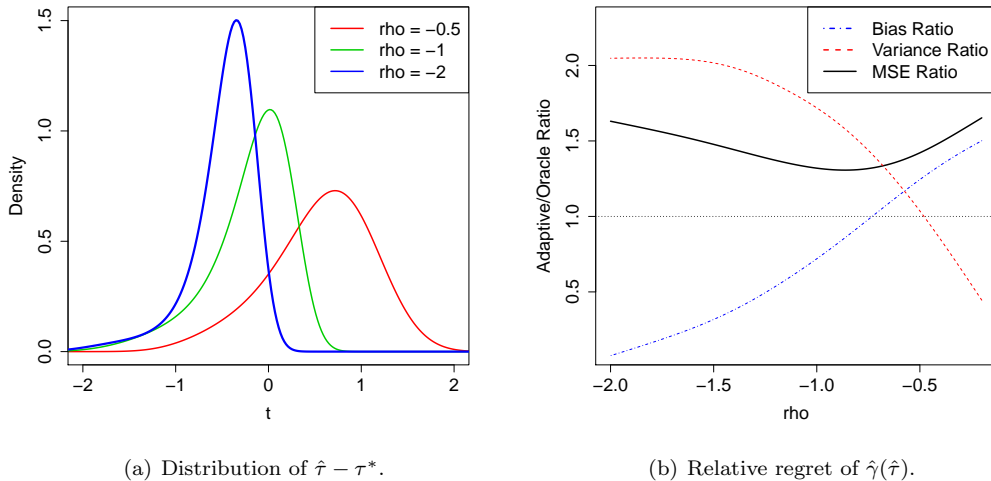 rho = −0.5
rho = −1
rho = −2
Density
0.0
0.5
1.0
1.5
−2
−1
0
1
2
t
(a) Distribution of τ̂ − τ*.
Bias Ratio
Variance Ratio
MSE Ratio
Adaptive/Oracle Ratio
0.5
1.0
1.5
2.0
−2.0
−1.5
−1.0
−0.5
rho
(b) Relative regret of γ̂(τ̂).